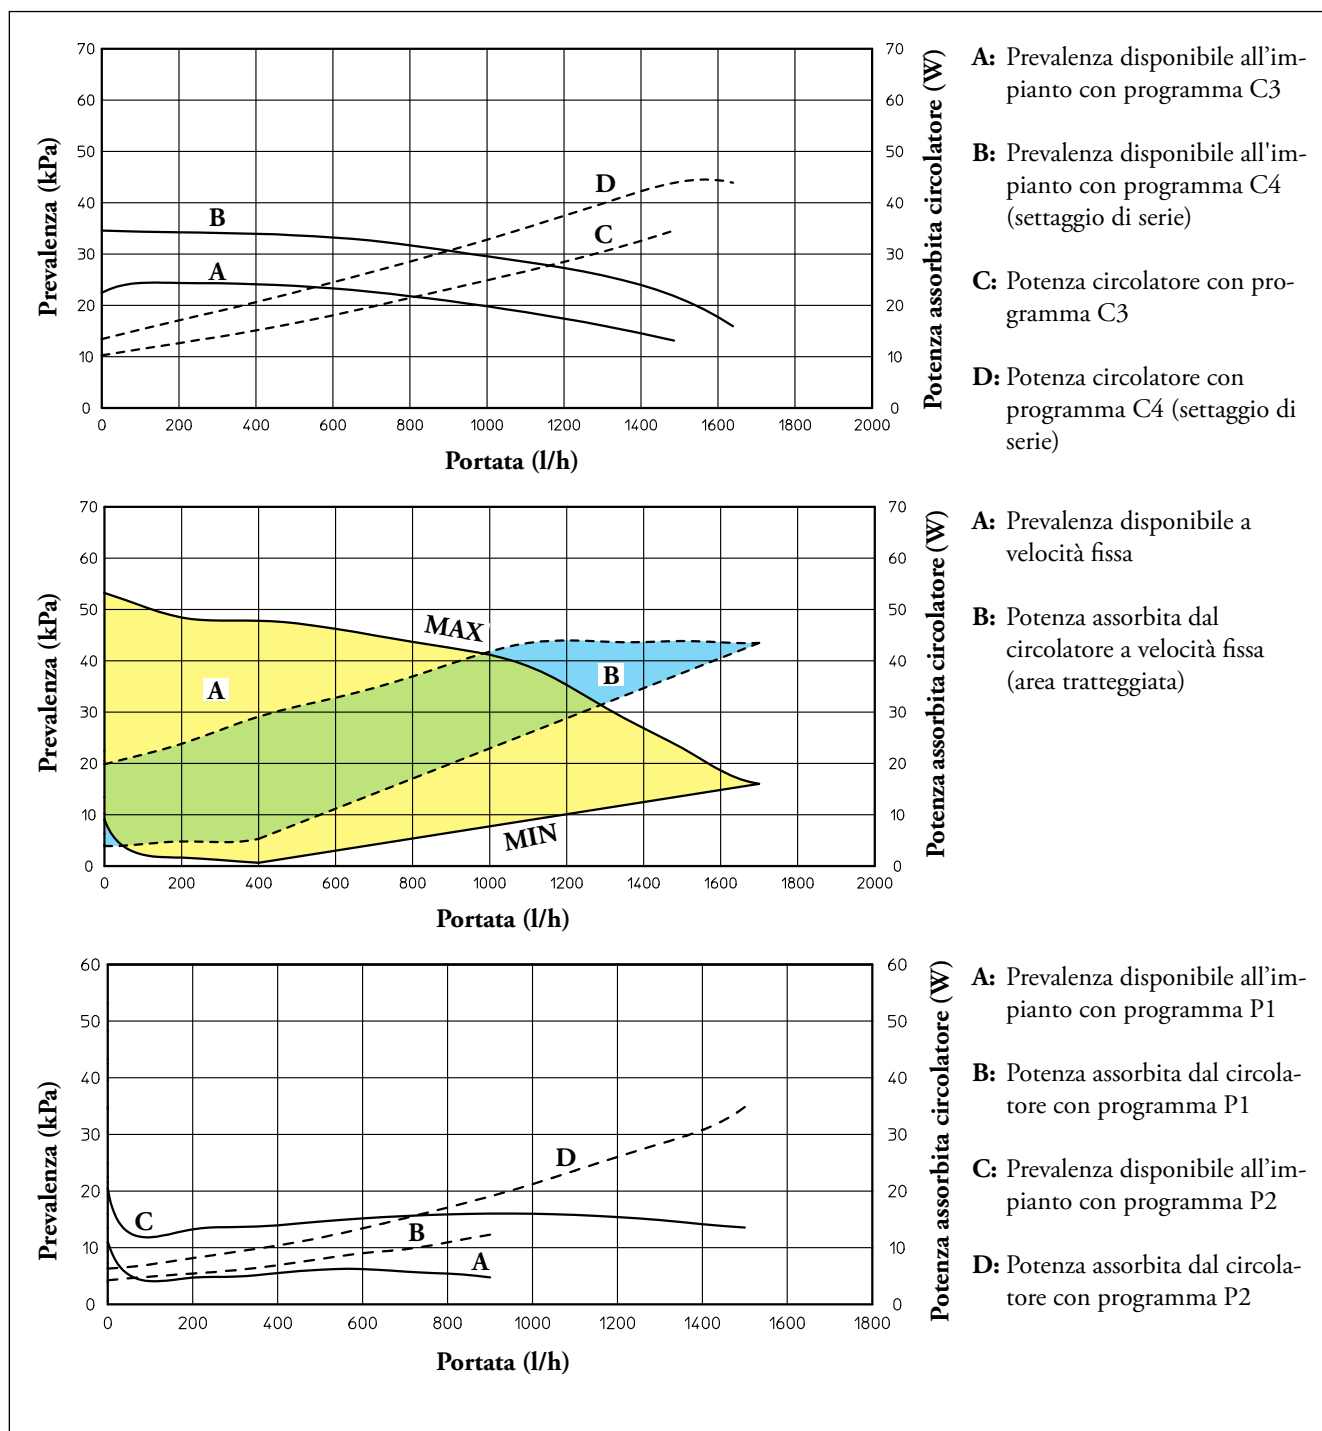 70
60
50
40
30
20
10
0
0 200 400 600 800 1000 1200 1400 1600 1800 2000
70
60
50
40
30
20
10
0
Prevalenza (kPa)
Potenza assorbita circolatore (W)
Portata (l/h)
A
B
C
D
A: Prevalenza disponibile all'im-
pianto con programma C3
B: Prevalenza disponibile all'im-
pianto con programma C4
(settaggio di serie)
C: Potenza circolatore con pro-
gramma C3
D: Potenza circolatore con
programma C4 (settaggio di
serie)
70
60
50
40
30
20
10
0
0 200 400 600 800 1000 1200 1400 1600 1800 2000
70
60
50
40
30
20
10
0
Prevalenza (kPa)
Potenza assorbita circolatore (W)
Portata (l/h)
MAX
A
B
MIN
A: Prevalenza disponibile a
velocità fissa
B: Potenza assorbita dal
circolatore a velocità fissa
(area tratteggiata)
60
50
40
30
20
10
0
0 200 400 600 800 1000 1200 1400 1600 1800
60
50
40
30
20
10
0
Prevalenza (kPa)
Potenza assorbita circolatore (W)
Portata (l/h)
D
C
B
A
A: Prevalenza disponibile all'im-
pianto con programma P1
B: Potenza assorbita dal circola-
tore con programma P1
C: Prevalenza disponibile all'im-
pianto con programma P2
D: Potenza assorbita dal circola-
tore con programma P2